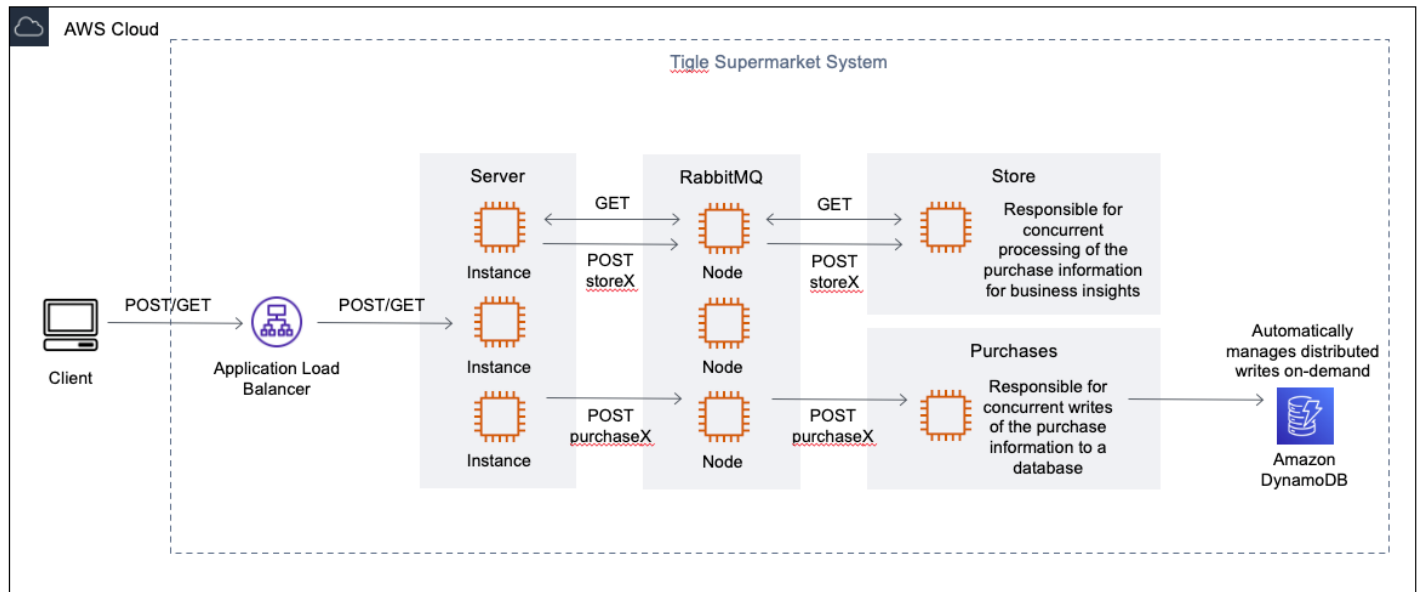 AWS Cloud
Tigle Supermarket System
Server
RabbitMQ
Store
GET
GET
Responsible for
concurrent
processing of the
purchase information
for business insights
POST
storeX
POST
storeX
Instance
Node
POST/GET
POST/GET
Client
Application Load
Balancer
Instance
Node
Purchases
Responsible for
concurrent writes
of the purchase
information to a
database
Automatically
manages distributed
writes on-demand
POST
purchaseX
POST
purchaseX
Instance
Node
Amazon
DynamoDB